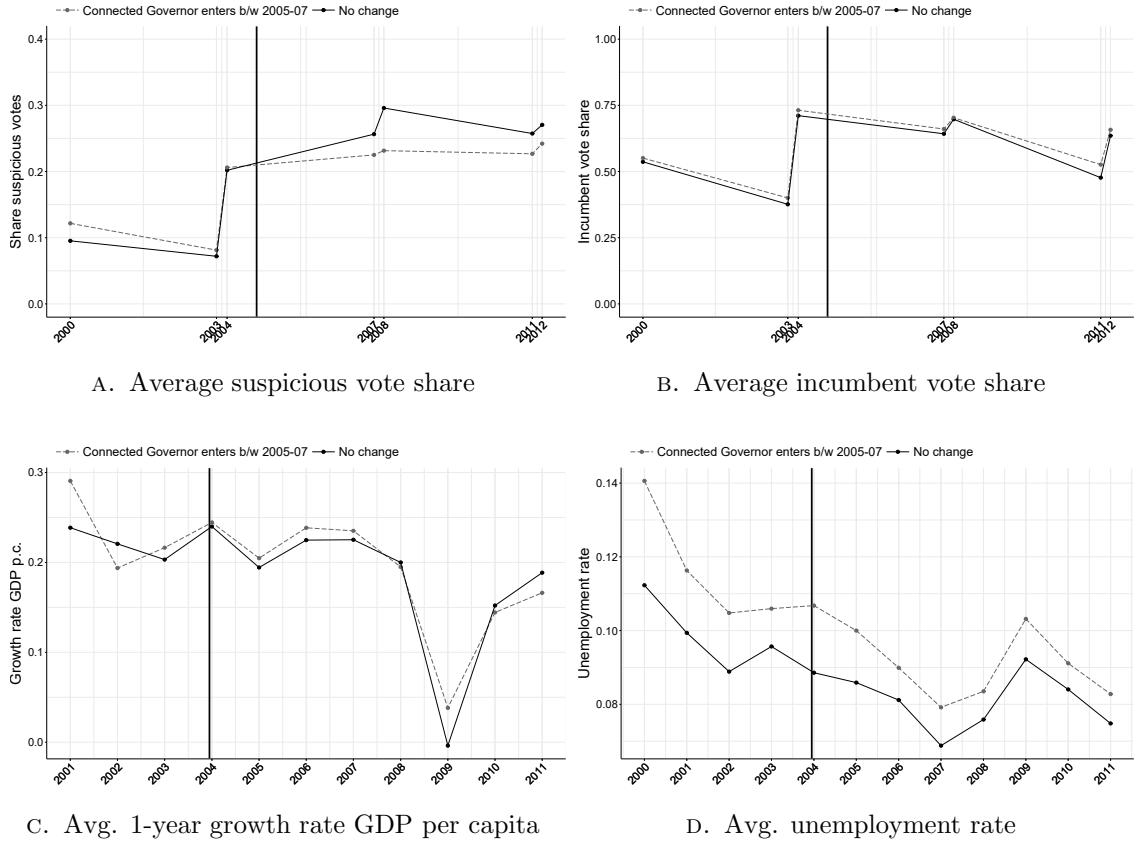 Connected Governor enters b/w 2005-07 No change
Share suspicious votes
0.4
0.3
0.2
0.1
0.0
2000 2003 2004 2007 2008 2011 2012
A. Average suspicious vote share
Connected Governor enters b/w 2005-07 No change
Incumbent vote share
1.00
0.75
0.50
0.25
0.00
2000 2003 2004 2007 2008 2011 2012
B. Average incumbent vote share
Connected Governor enters b/w 2005-07 No change
Growth rate GDP p.c.
0.3
0.2
0.1
0.0
2001 2002 2003 2004 2005 2006 2007 2008 2009 2010 2011
C. Avg. 1-year growth rate GDP per capita
Connected Governor enters b/w 2005-07 No change
Unemployment rate
0.14
0.12
0.10
0.08
2000 2001 2002 2003 2004 2005 2006 2007 2008 2009 2010 2011
D. Avg. unemployment rate